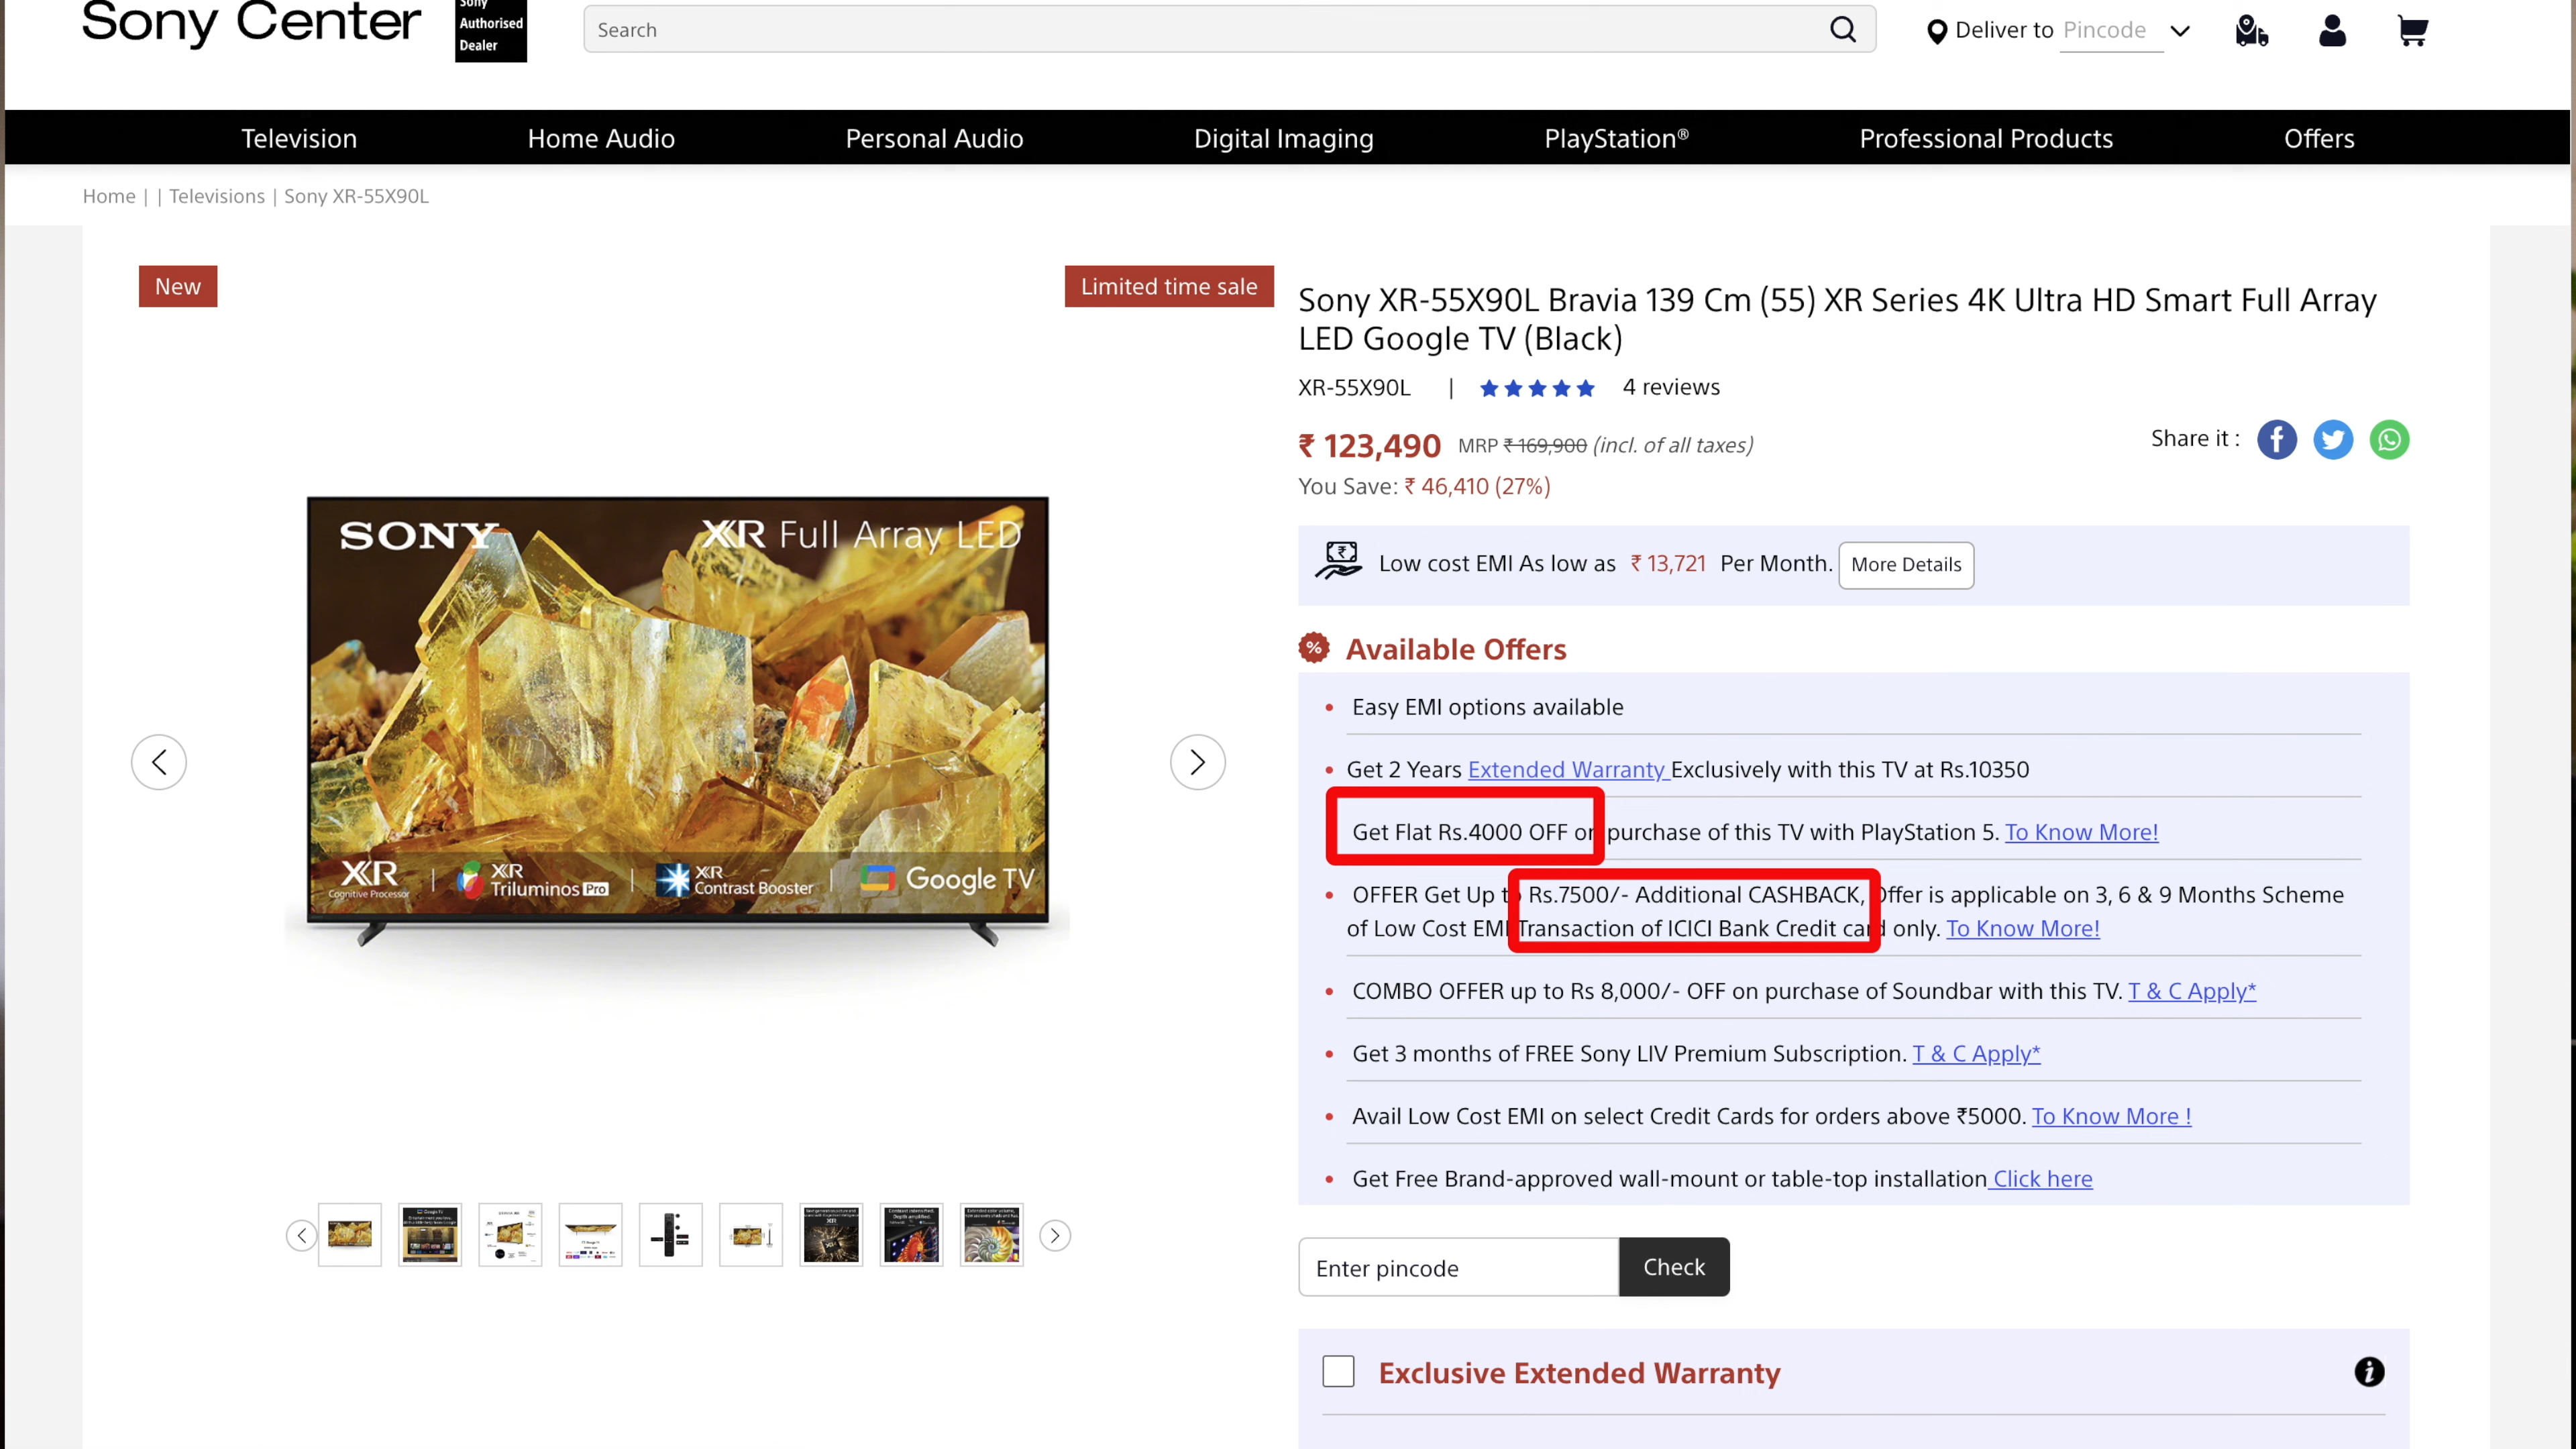 Sony Center
Sony
Authorised
Dealer
Search
Deliver to Pincode
Television Home Audio Personal Audio Digital Imaging PlayStation® Professional Products Offers
Home | | Televisions | Sony XR-55X90L
New
Limited time sale
Sony XR-55X90L Bravia 139 Cm (55) XR Series 4K Ultra HD Smart Full Array
LED Google TV (Black)
XR-55X90L | 4 reviews
₹ 123,490 MRP ₹ 169,900 (incl. of all taxes)
Share it :
You Save: ₹ 46,410 (27%)
SONY XR Full Array LED
XR
Cognitive Processor
XR
Triluminos Pro
XR
Contrast Booster
Google TV
Low cost EMI As low as ₹ 13,721 Per Month. More Details
% Available Offers
• Easy EMI options available
• Get 2 Years Extended Warranty Exclusively with this TV at Rs.10350
Get Flat Rs.4000 OFF on purchase of this TV with PlayStation 5. To Know More!
• OFFER Get Up to Rs.7500/- Additional CASHBACK, Offer is applicable on 3, 6 & 9 Months Scheme
of Low Cost EMI Transaction of ICICI Bank Credit card only. To Know More!
• COMBO OFFER up to Rs 8,000/- OFF on purchase of Soundbar with this TV. T & C Apply*
• Get 3 months of FREE Sony LIV Premium Subscription. T & C Apply*
• Avail Low Cost EMI on select Credit Cards for orders above ₹5000. To Know More !
• Get Free Brand-approved wall-mount or table-top installation Click here
Enter pincode Check
Exclusive Extended Warranty